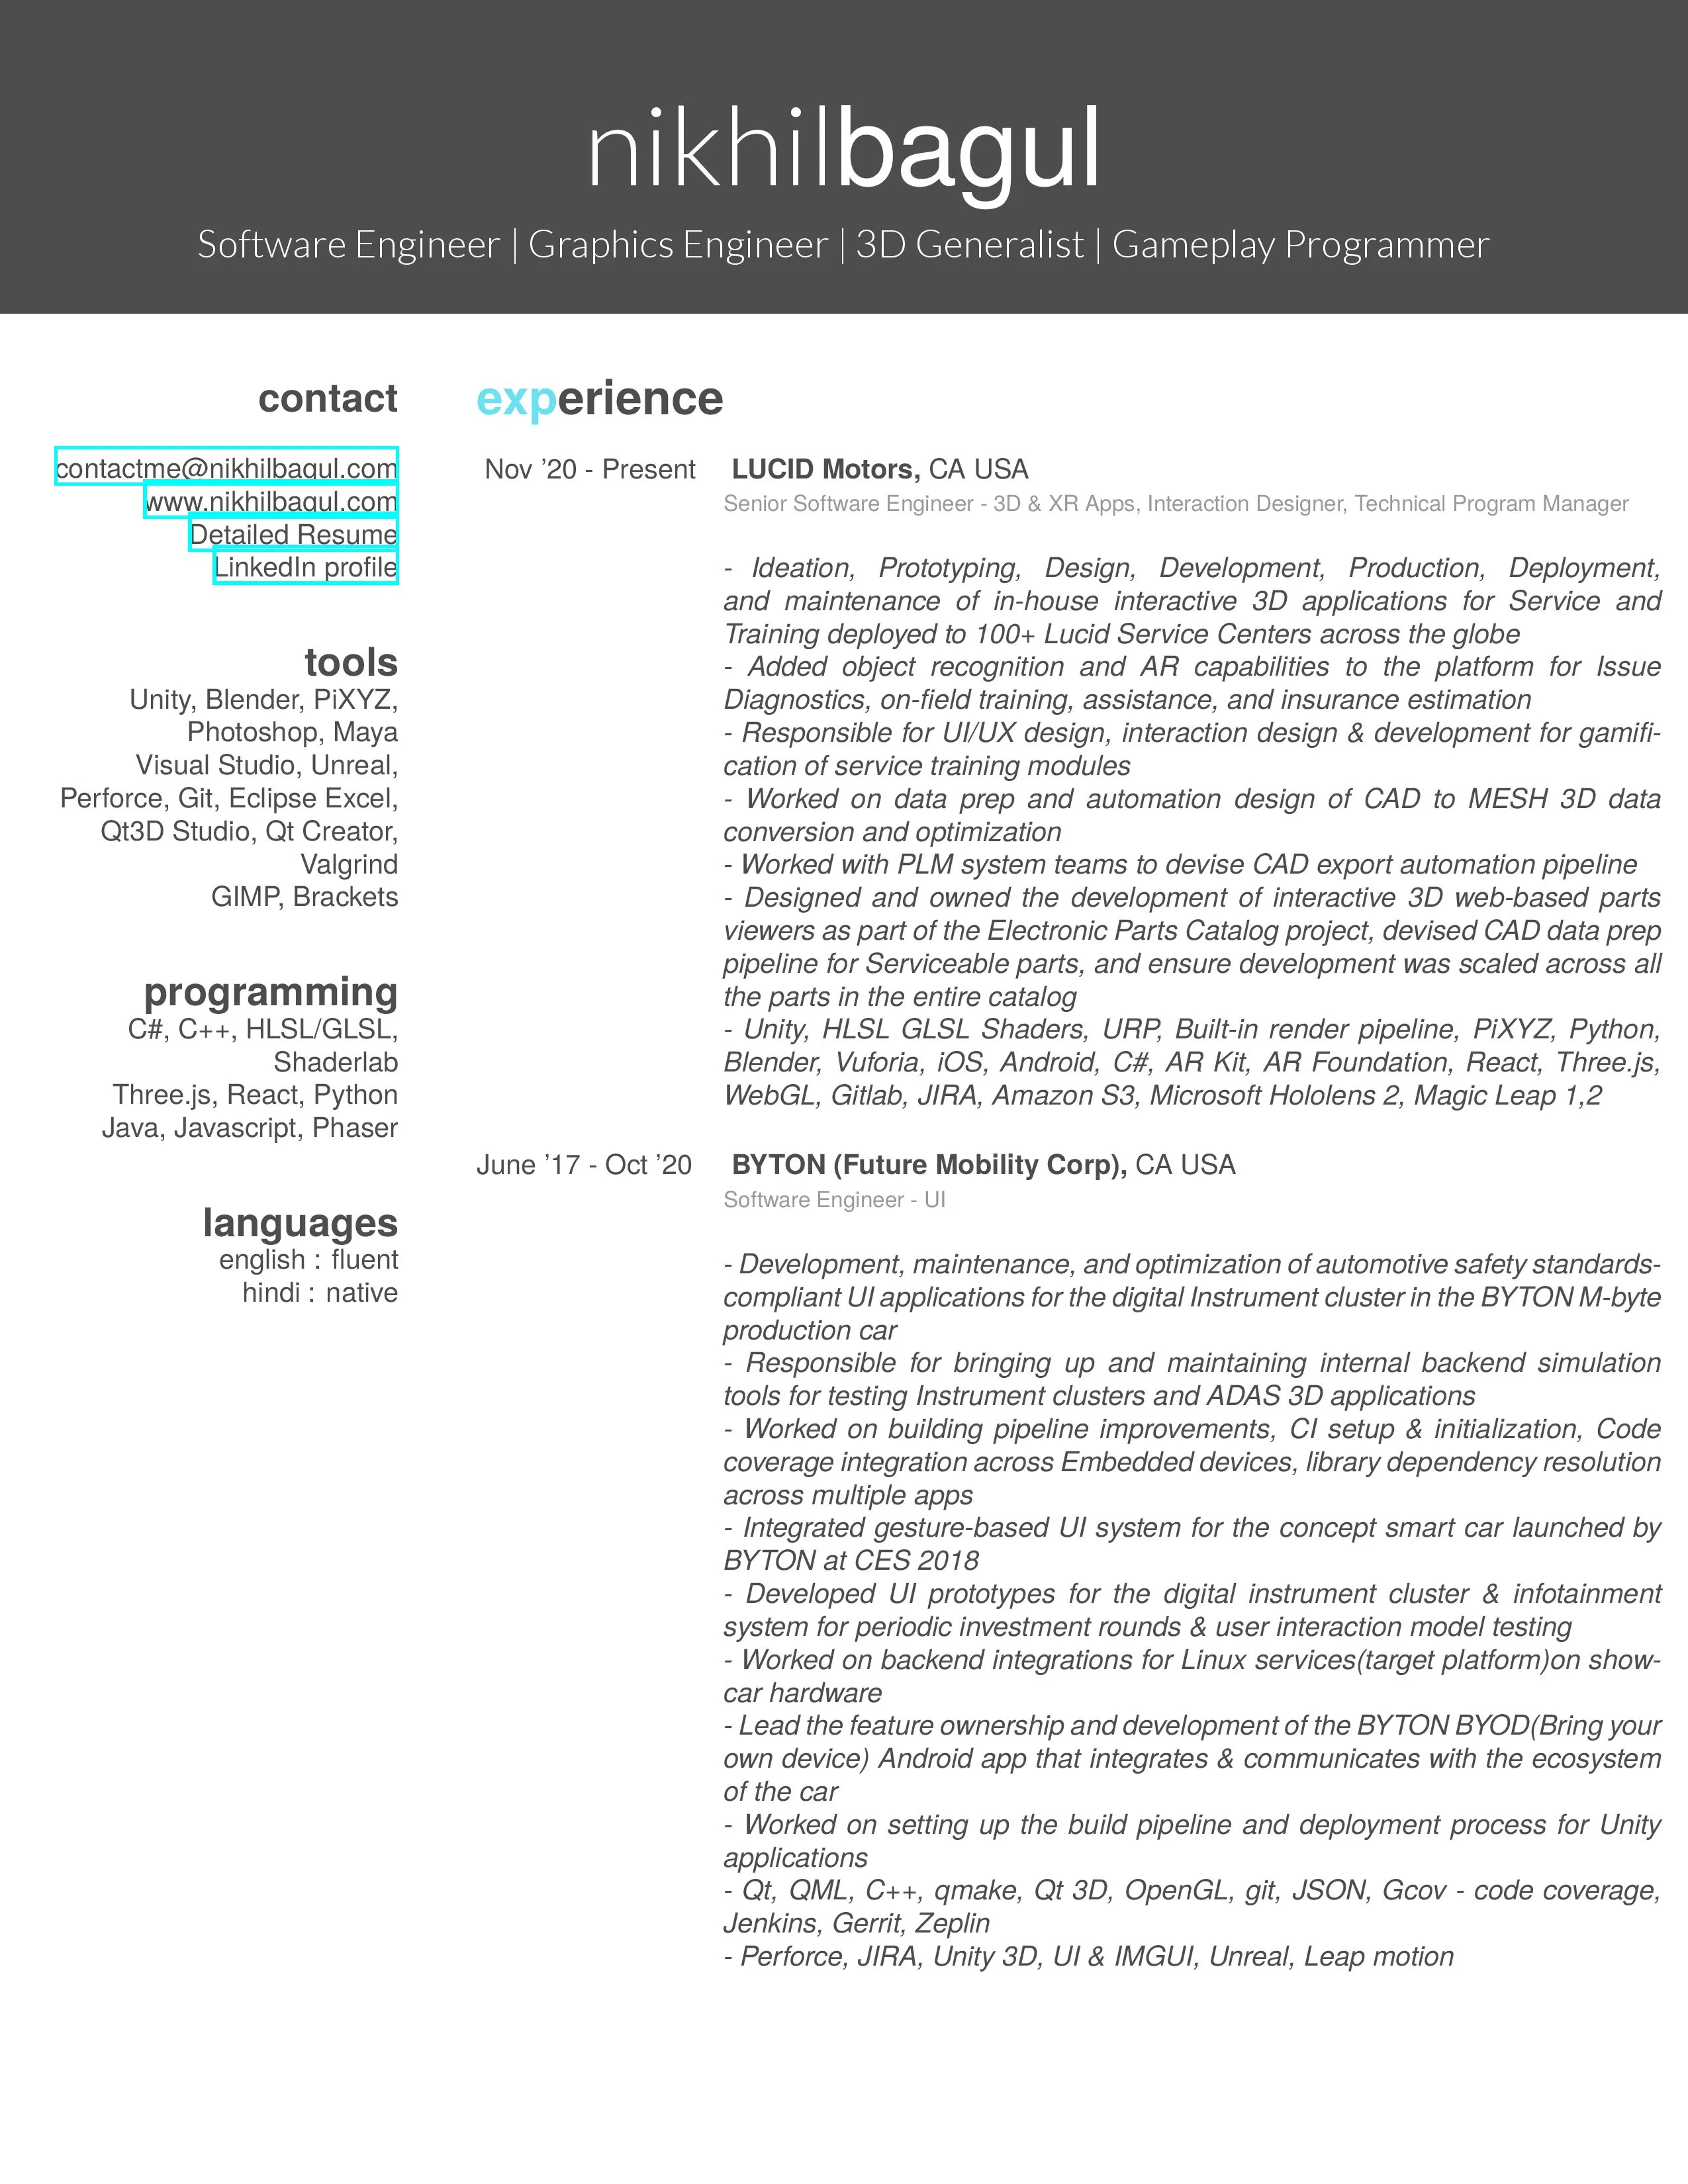 nikhilbagul
Software Engineer | Graphics Engineer | 3D Generalist | Gameplay Programmer
contact
contactme@nikhilbagul.com
www.nikhilbagul.com
Detailed Resume
LinkedIn profile
tools
Unity, Blender, PiXYZ,
Photoshop, Maya
Visual Studio, Unreal,
Perforce, Git, Eclipse Excel,
Qt3D Studio, Qt Creator,
Valgrind
GIMP, Brackets
programming
C#, C++, HLSL/GLSL,
Shaderlab
Three.js, React, Python
Java, Javascript, Phaser
languages
english : fluent
hindi : native
experience
Nov ’20 - Present LUCID Motors, CA USA
Senior Software Engineer - 3D & XR Apps, Interaction Designer, Technical Program Manager
- Ideation, Prototyping, Design, Development, Production, Deployment,
and maintenance of in-house interactive 3D applications for Service and
Training deployed to 100+ Lucid Service Centers across the globe
- Added object recognition and AR capabilities to the platform for Issue
Diagnostics, on-field training, assistance, and insurance estimation
- Responsible for UI/UX design, interaction design & development for gamifi-
cation of service training modules
- Worked on data prep and automation design of CAD to MESH 3D data
conversion and optimization
- Worked with PLM system teams to devise CAD export automation pipeline
- Designed and owned the development of interactive 3D web-based parts
viewers as part of the Electronic Parts Catalog project, devised CAD data prep
pipeline for Serviceable parts, and ensure development was scaled across all
the parts in the entire catalog
- Unity, HLSL GLSL Shaders, URP, Built-in render pipeline, PiXYZ, Python,
Blender, Vuforia, iOS, Android, C#, AR Kit, AR Foundation, React, Three.js,
WebGL, Gitlab, JIRA, Amazon S3, Microsoft Hololens 2, Magic Leap 1,2
June ’17 - Oct ’20 BYTON (Future Mobility Corp), CA USA
Software Engineer - UI
- Development, maintenance, and optimization of automotive safety standards-
compliant UI applications for the digital Instrument cluster in the BYTON M-byte
production car
- Responsible for bringing up and maintaining internal backend simulation
tools for testing Instrument clusters and ADAS 3D applications
- Worked on building pipeline improvements, CI setup & initialization, Code
coverage integration across Embedded devices, library dependency resolution
across multiple apps
- Integrated gesture-based UI system for the concept smart car launched by
BYTON at CES 2018
- Developed UI prototypes for the digital instrument cluster & infotainment
system for periodic investment rounds & user interaction model testing
- Worked on backend integrations for Linux services(target platform)on show-
car hardware
- Lead the feature ownership and development of the BYTON BYOD(Bring your
own device) Android app that integrates & communicates with the ecosystem
of the car
- Worked on setting up the build pipeline and deployment process for Unity
applications
- Qt, QML, C++, qmake, Qt 3D, OpenGL, git, JSON, Gcov - code coverage,
Jenkins, Gerrit, Zeplin
- Perforce, JIRA, Unity 3D, UI & IMGUI, Unreal, Leap motion